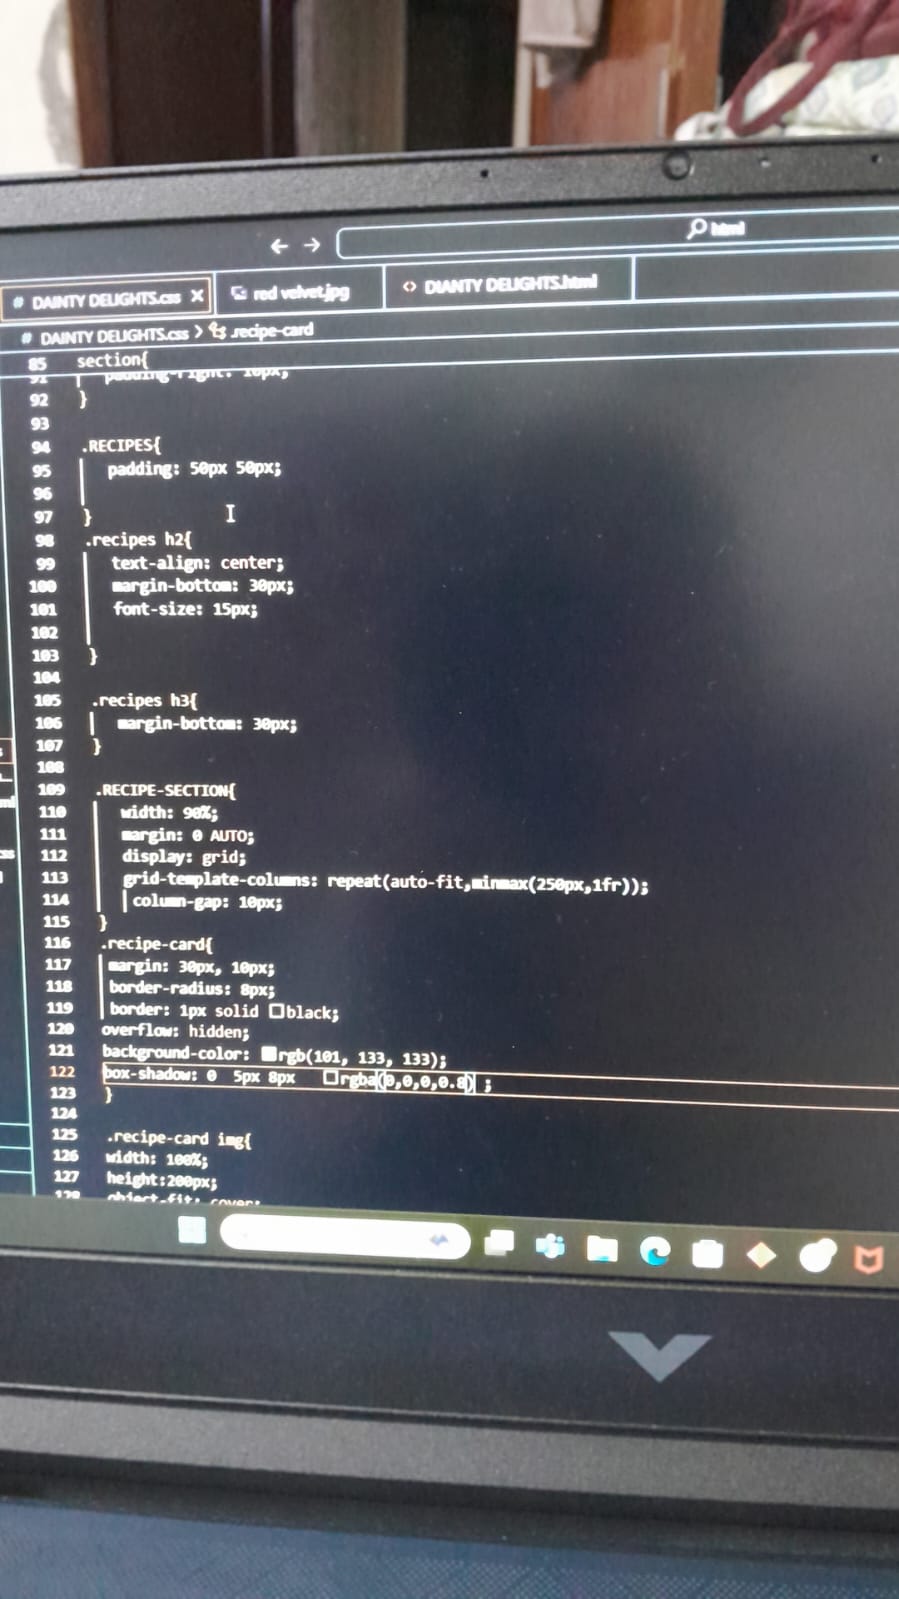 html
DAINTY DELIGHTS.css
red velvet.jpg
DIANTY DELIGHTS.html
DAINTY DELIGHTS.css > .recipe-card
85 section{
91 padding-right: 10px;
92 }
93
94 .RECIPES{
95 padding: 50px 50px;
96
97 }
98 .recipes h2{
99 text-align: center;
100 margin-bottom: 30px;
101 font-size: 15px;
102
103 }
104
105 .recipes h3{
106 margin-bottom: 30px;
107 }
108
109 .RECIPE-SECTION{
110 width: 90%;
111 margin: 0 AUTO;
112 display: grid;
113 grid-template-columns: repeat(auto-fit,minmax(250px,1fr));
114 column-gap: 10px;
115 }
116 .recipe-card{
117 margin: 30px, 10px;
118 border-radius: 8px;
119 border: 1px solid black;
120 overflow: hidden;
121 background-color: rgb(101, 133, 133);
122 box-shadow: 0 5px 8px rgba(0,0,0,0.8) ;
123 }
124
125 .recipe-card img{
126 width: 100%;
127 height:200px;
128 object-fit: cover;